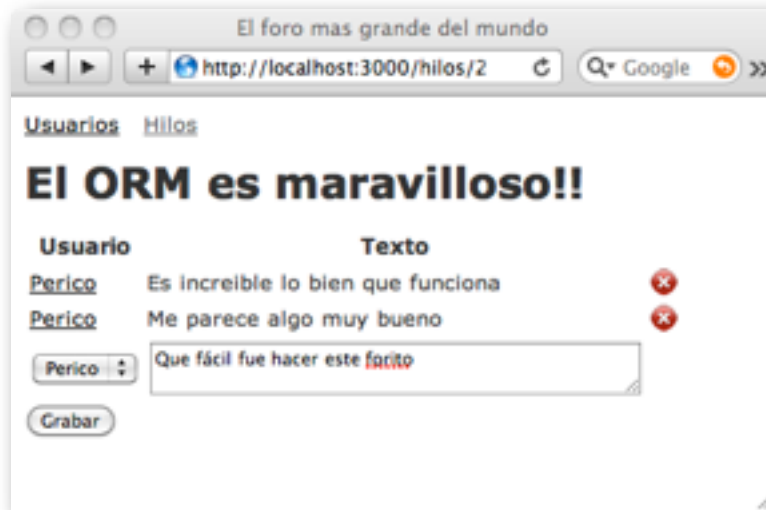 El foro mas grande del mundo
http://localhost:3000/hilos/2 Google
Usuarios Hilos
El ORM es maravilloso!!
Usuario Texto
Perico Es increible lo bien que funciona
Perico Me parece algo muy bueno
Perico Que fácil fue hacer este forito
Grabar